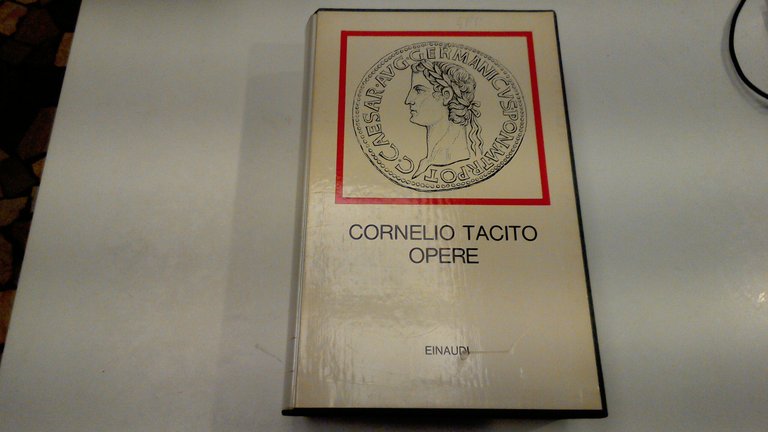 C·CAESAR·AVG·GERMANICVS PON·M·TR·POT
CORNELIO TACITO
OPERE
EINAUDI